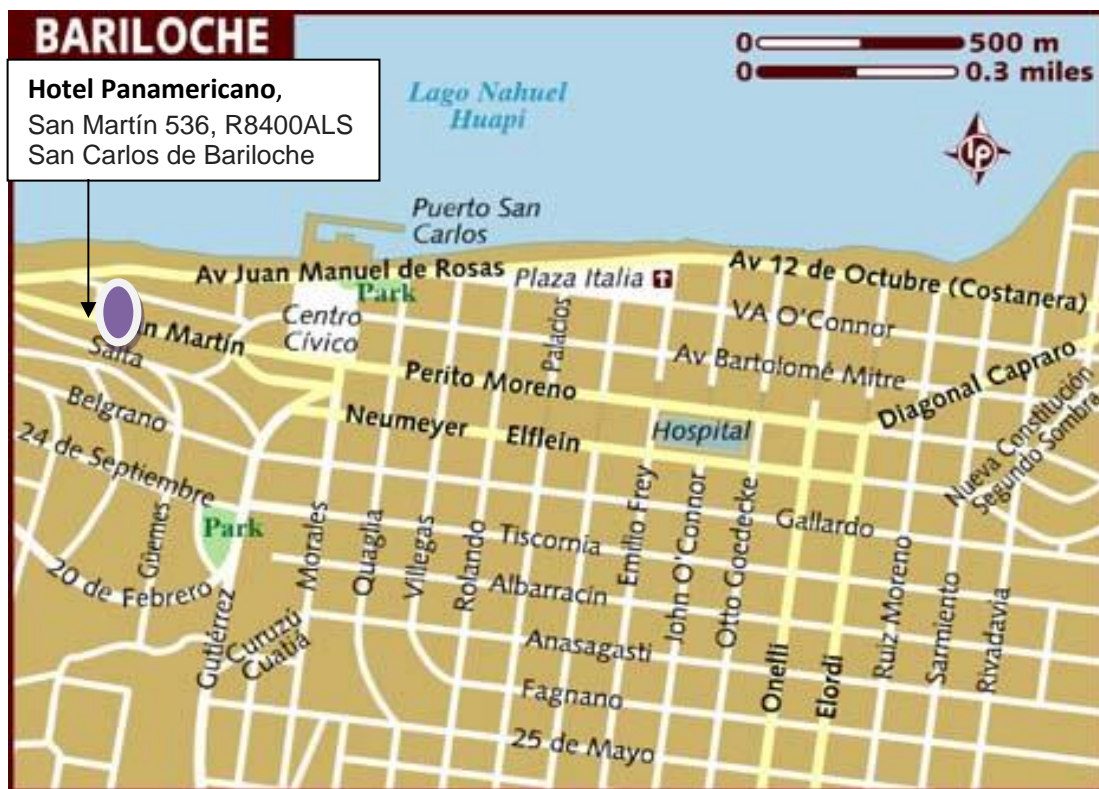 BARILOCHE
0 500 m
0 0.3 miles
Hotel Panamericano,
San Martín 536, R8400ALS
San Carlos de Bariloche
Lago Nahuel
Huapi
lp
Puerto San
Carlos
Av Juan Manuel de Rosas
Plaza Italia
Av 12 de Octubre (Costanera)
Park
Centro
Cívico
n Martín
Salta
Palacios
VA O'Connor
Av Bartolomé Mitre
Perito Moreno
Diagonal Capraro
Belgrano
Neumeyer
Elflein
Hospital
Nueva Constitución
Segundo Sombra
24 de Septiembre
Park
Güemes
Morales
Quaglia
Villegas
Rolando
Tiscornia
Emilio Frey
John O'Connor
Otto Goedecke
Gallardo
20 de Febrero
Albarracín
Gutiérrez
Curuzú
Cuatiá
Anasagasti
Onelli
Elordi
Ruiz Moreno
Sarmiento
Rivadavia
Fagnano
25 de Mayo